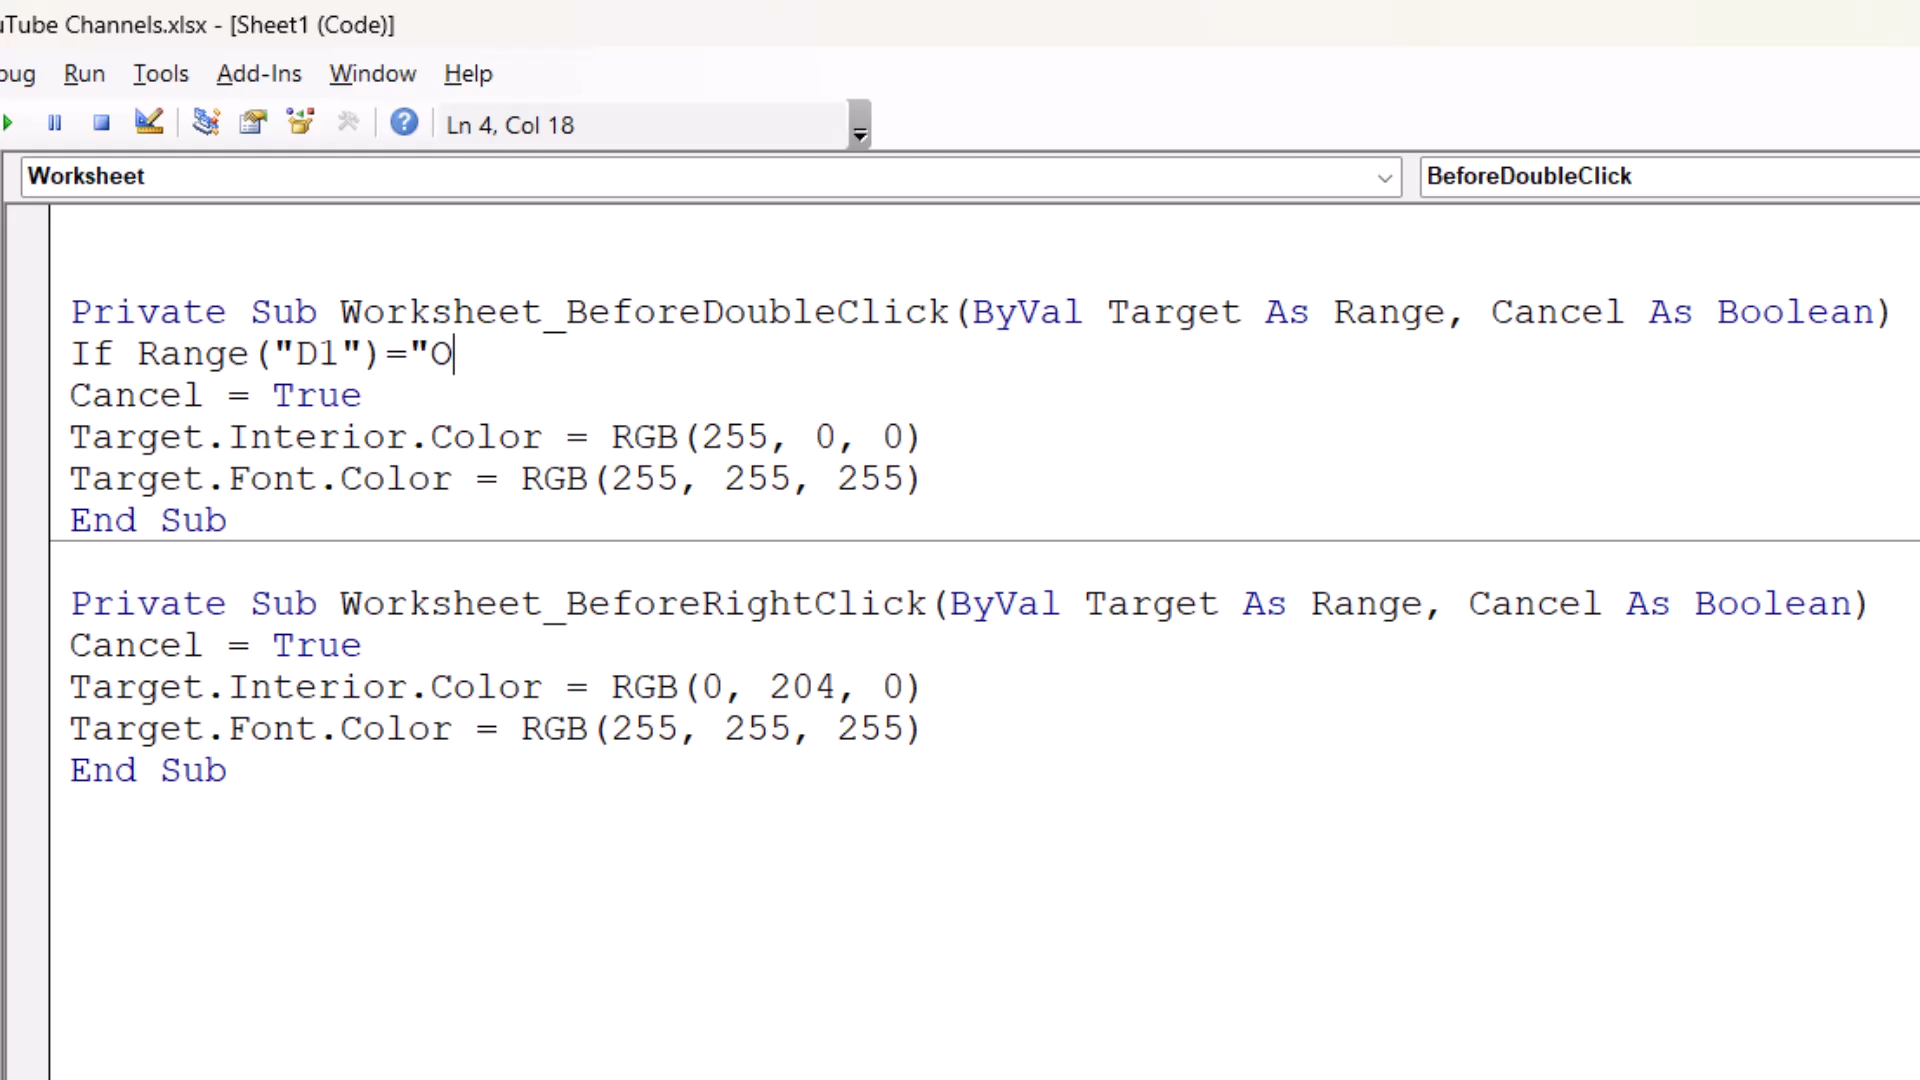 uTube Channels.xlsx - [Sheet1 (Code)]
bug Run Tools Add-Ins Window Help
Ln 4, Col 18
Worksheet
BeforeDoubleClick
Private Sub Worksheet_BeforeDoubleClick(ByVal Target As Range, Cancel As Boolean)
If Range("D1")="O
Cancel = True
Target.Interior.Color = RGB(255, 0, 0)
Target.Font.Color = RGB(255, 255, 255)
End Sub
Private Sub Worksheet_BeforeRightClick(ByVal Target As Range, Cancel As Boolean)
Cancel = True
Target.Interior.Color = RGB(0, 204, 0)
Target.Font.Color = RGB(255, 255, 255)
End Sub